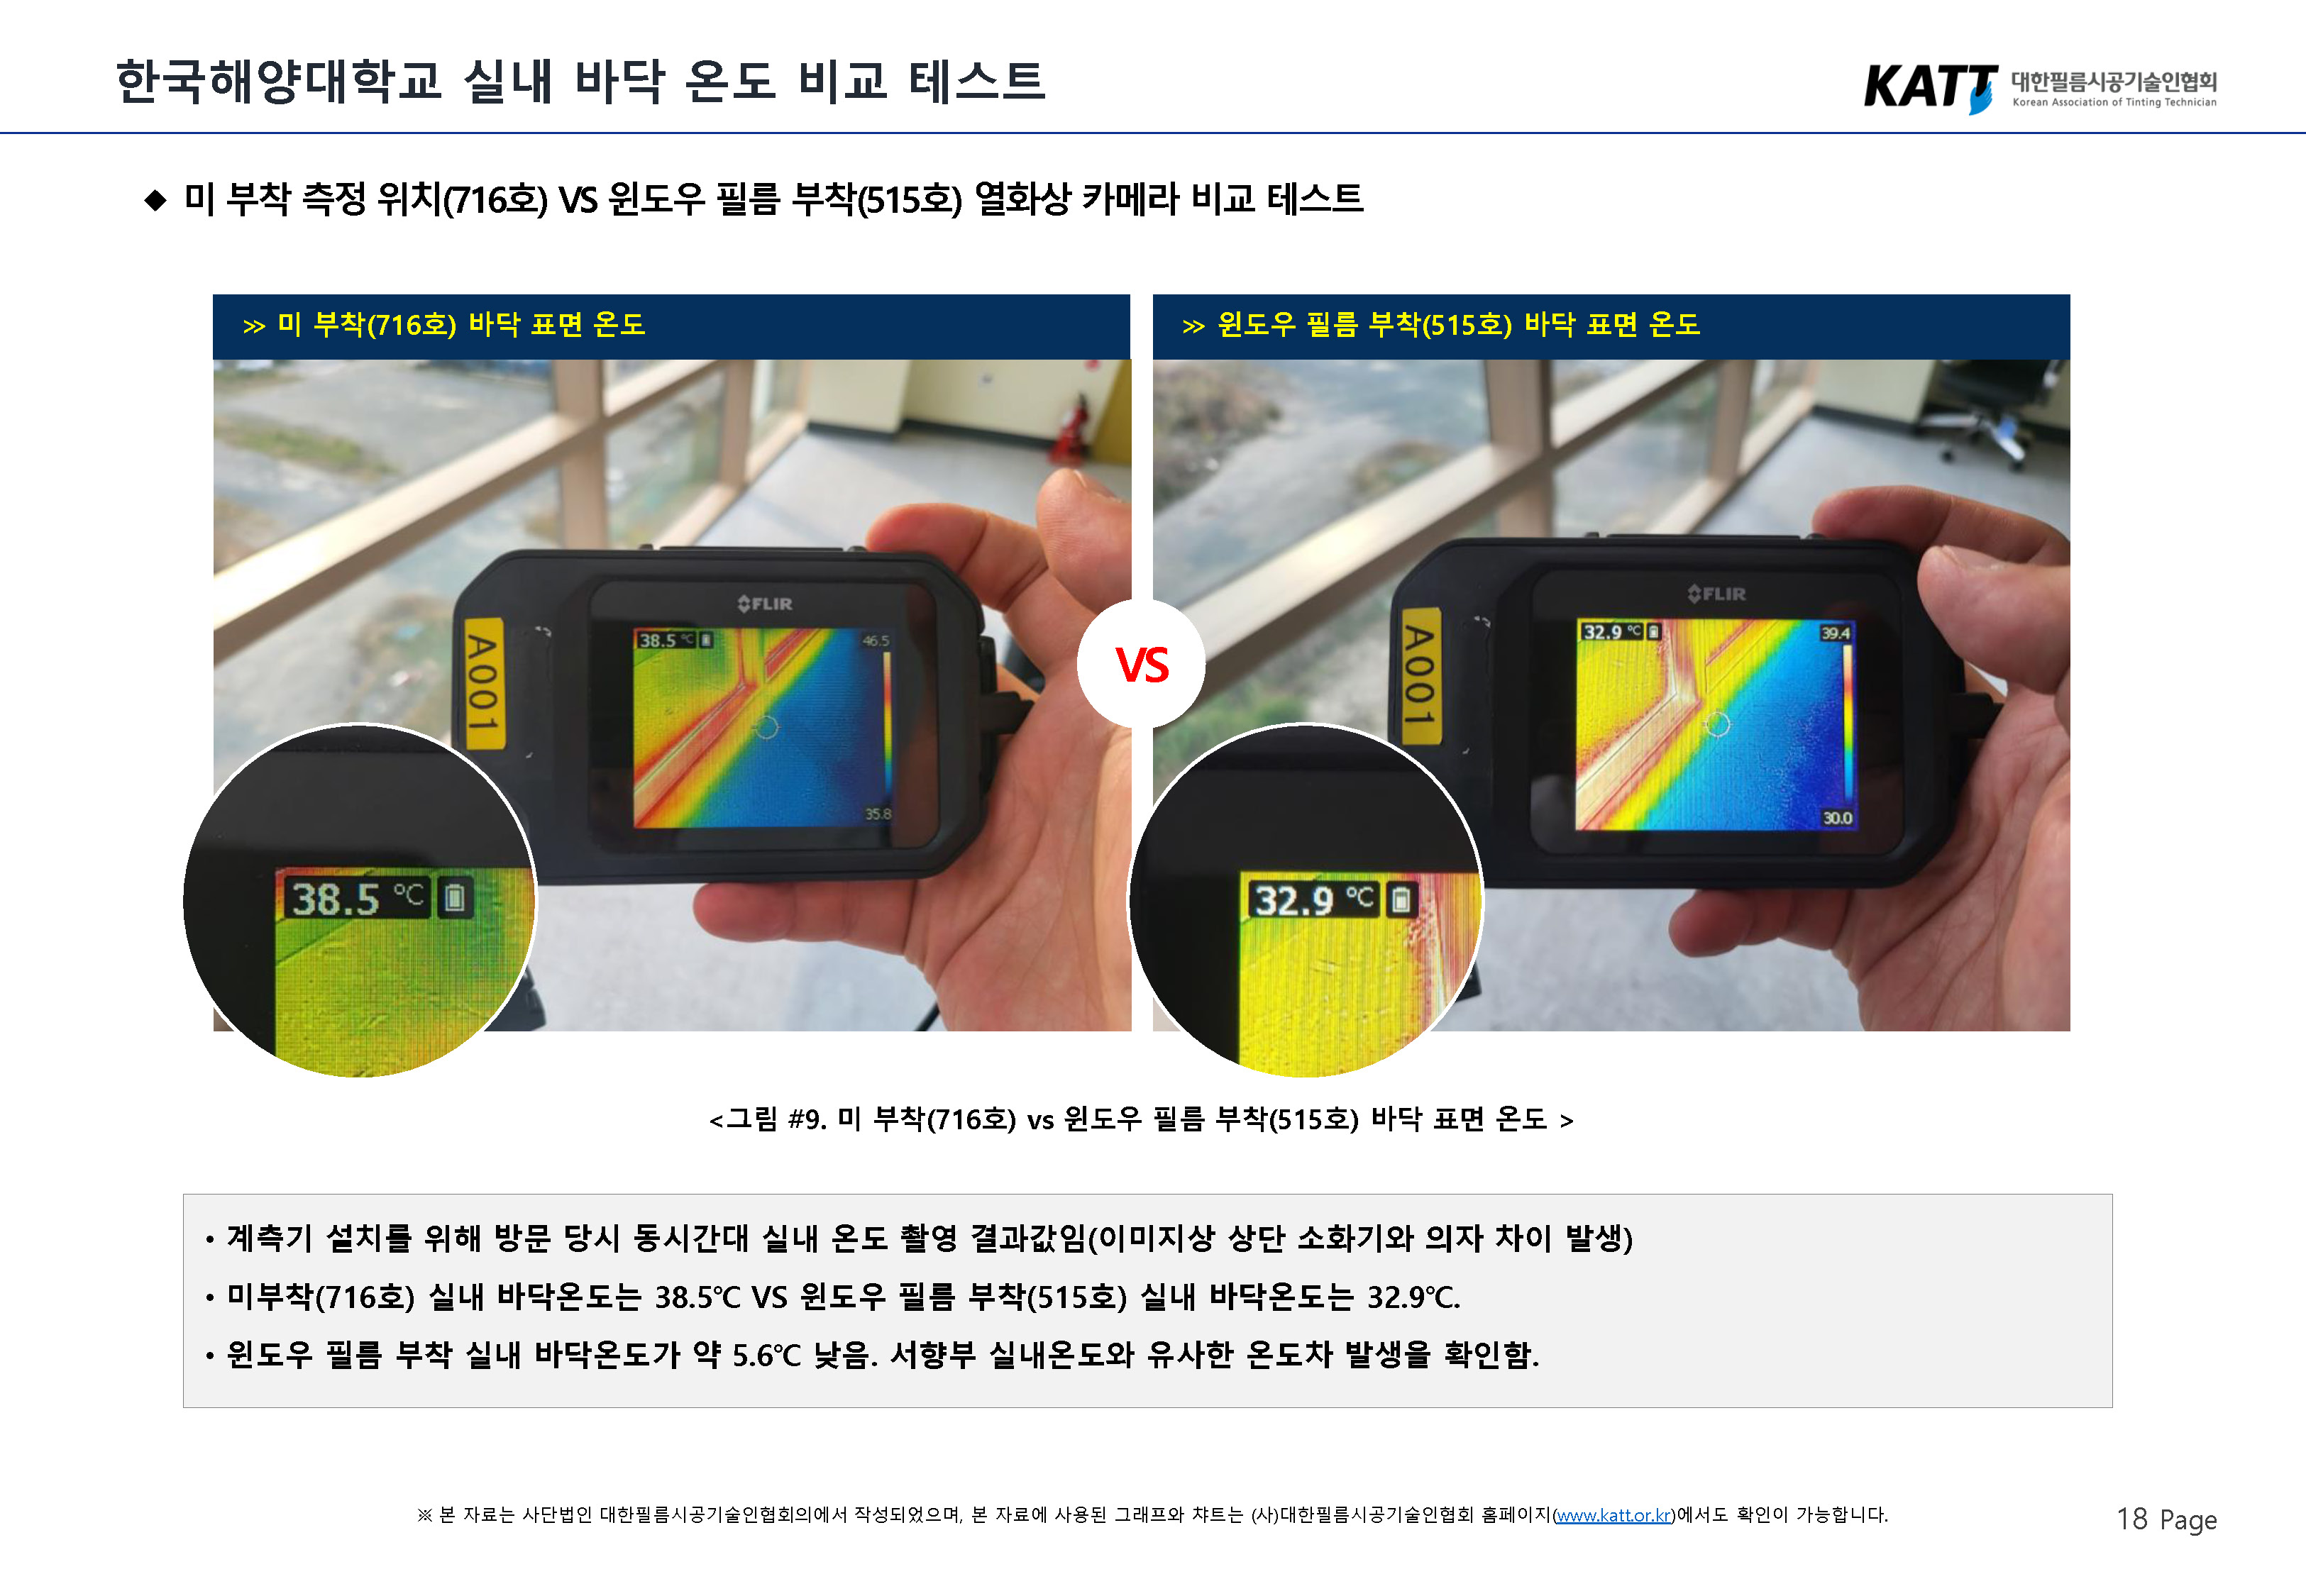 한국해양대학교 실내 바닥 온도 비교 테스트
KATT 대한필름시공기술인협회
Korean Association of Tinting Technician
◆ 미 부착 측정 위치(716호) VS 윈도우 필름 부착(515호) 열화상 카메라 비교 테스트
>> 미 부착(716호) 바닥 표면 온도
>> 윈도우 필름 부착(515호) 바닥 표면 온도
FLIR
38.5 °C
46.5
35.8
A001
38.5 °C
VS
FLIR
32.9 °C
39.4
30.0
A001
32.9 °C
<그림 #9. 미 부착(716호) vs 윈도우 필름 부착(515호) 바닥 표면 온도 >
• 계측기 설치를 위해 방문 당시 동시간대 실내 온도 촬영 결과값임(이미지상 상단 소화기와 의자 차이 발생)
• 미부착(716호) 실내 바닥온도는 38.5℃ VS 윈도우 필름 부착(515호) 실내 바닥온도는 32.9℃.
• 윈도우 필름 부착 실내 바닥온도가 약 5.6℃ 낮음. 서향부 실내온도와 유사한 온도차 발생을 확인함.
※ 본 자료는 사단법인 대한필름시공기술인협회의에서 작성되었으며, 본 자료에 사용된 그래프와 챠트는 (사)대한필름시공기술인협회 홈페이지(www.katt.or.kr)에서도 확인이 가능합니다.
18 Page